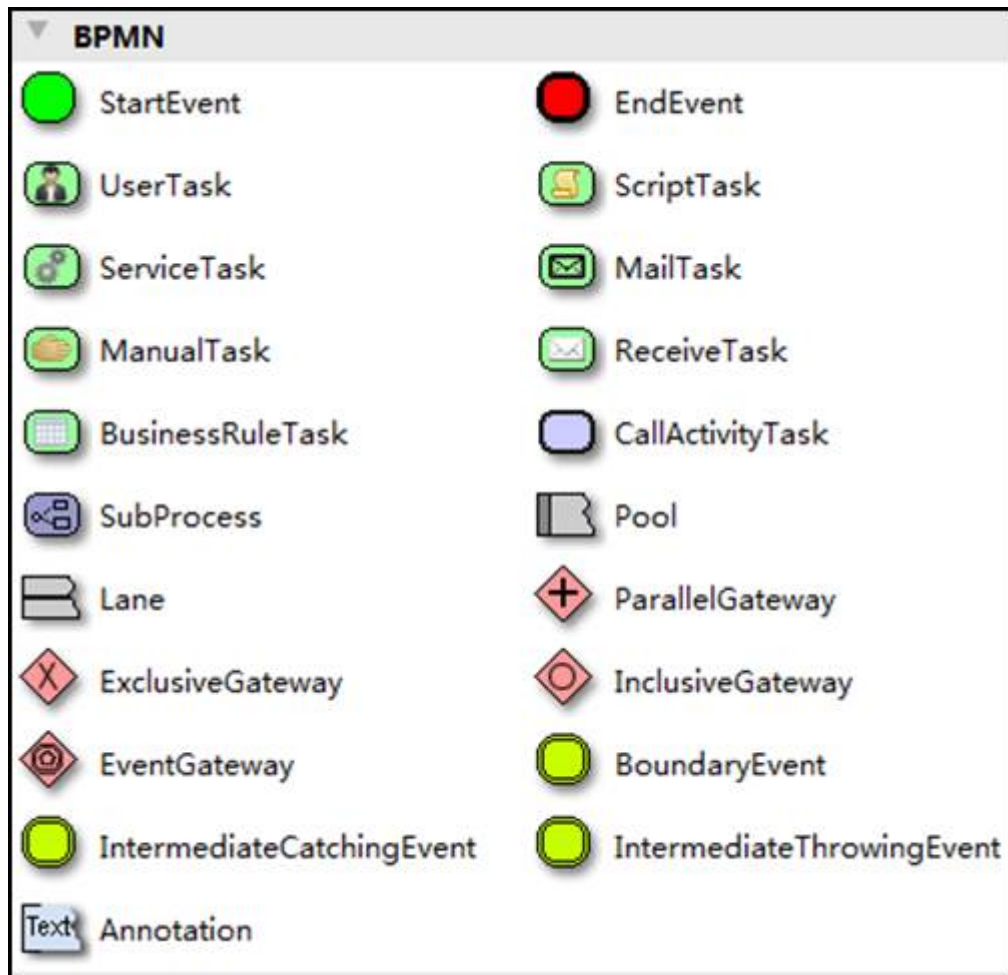 BPMN
StartEvent EndEvent
UserTask ScriptTask
ServiceTask MailTask
ManualTask ReceiveTask
BusinessRuleTask CallActivityTask
SubProcess Pool
Lane ParallelGateway
ExclusiveGateway InclusiveGateway
EventGateway BoundaryEvent
IntermediateCatchingEvent IntermediateThrowingEvent
Text Annotation